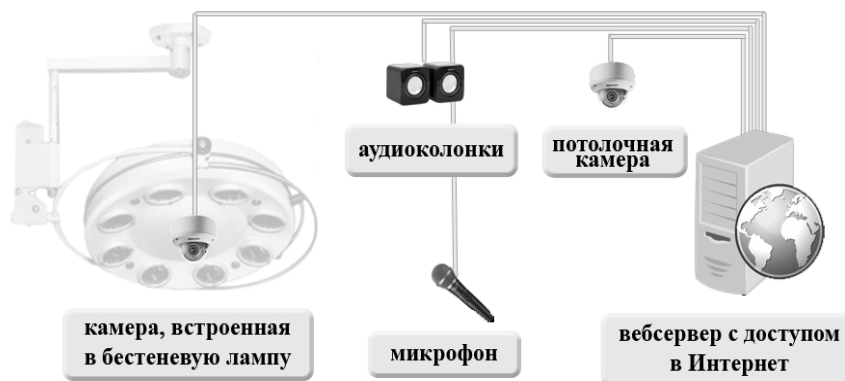 аудиоколонки
потолочная
камера
камера, встроенная
в бестеневую лампу
микрофон
вебсервер с доступом
в Интернет